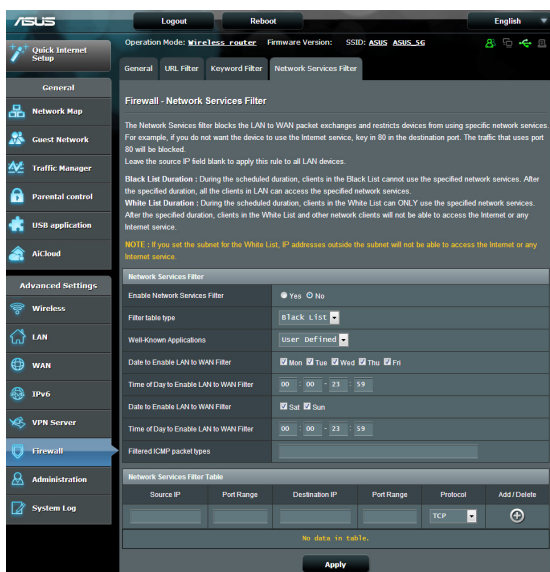 ASUS
Logout
Reboot
English
Quick Internet Setup
Operation Mode: Wireless router Firmware Version: SSID: ASUS ASUS_5G
General URL Filter Keyword Filter Network Services Filter
General
Network Map
Guest Network
Traffic Manager
Parental control
USB application
AiCloud
Advanced Settings
Wireless
LAN
WAN
IPv6
VPN Server
Firewall
Administration
System Log
Firewall - Network Services Filter
The Network Services filter blocks the LAN to WAN packet exchanges and restricts devices from using specific network services.
For example, if you do not want the device to use the Internet service, key in 80 in the destination port. The traffic that uses port
80 will be blocked.
Leave the source IP field blank to apply this rule to all LAN devices.
Black List Duration : During the scheduled duration, clients in the Black List cannot use the specified network services. After
the specified duration, all the clients in LAN can access the specified network services.
White List Duration : During the scheduled duration, clients in the White List can ONLY use the specified network services.
After the specified duration, clients in the White List and other network clients will not be able to access the Internet or any
Internet service.
NOTE : If you set the subnet for the White List, IP addresses outside the subnet will not be able to access the Internet or any
Internet service.
Network Services Filter
Enable Network Services Filter Yes No
Filter table type Black List
Well-Known Applications User Defined
Date to Enable LAN to WAN Filter Mon Tue Wed Thu Fri
Time of Day to Enable LAN to WAN Filter 00 : 00 - 23 : 59
Date to Enable LAN to WAN Filter Sat Sun
Time of Day to Enable LAN to WAN Filter 00 : 00 - 23 : 59
Filtered ICMP packet types
Network Services Filter Table
Source IP Port Range Destination IP Port Range Protocol Add / Delete
TCP
No data in table.
Apply